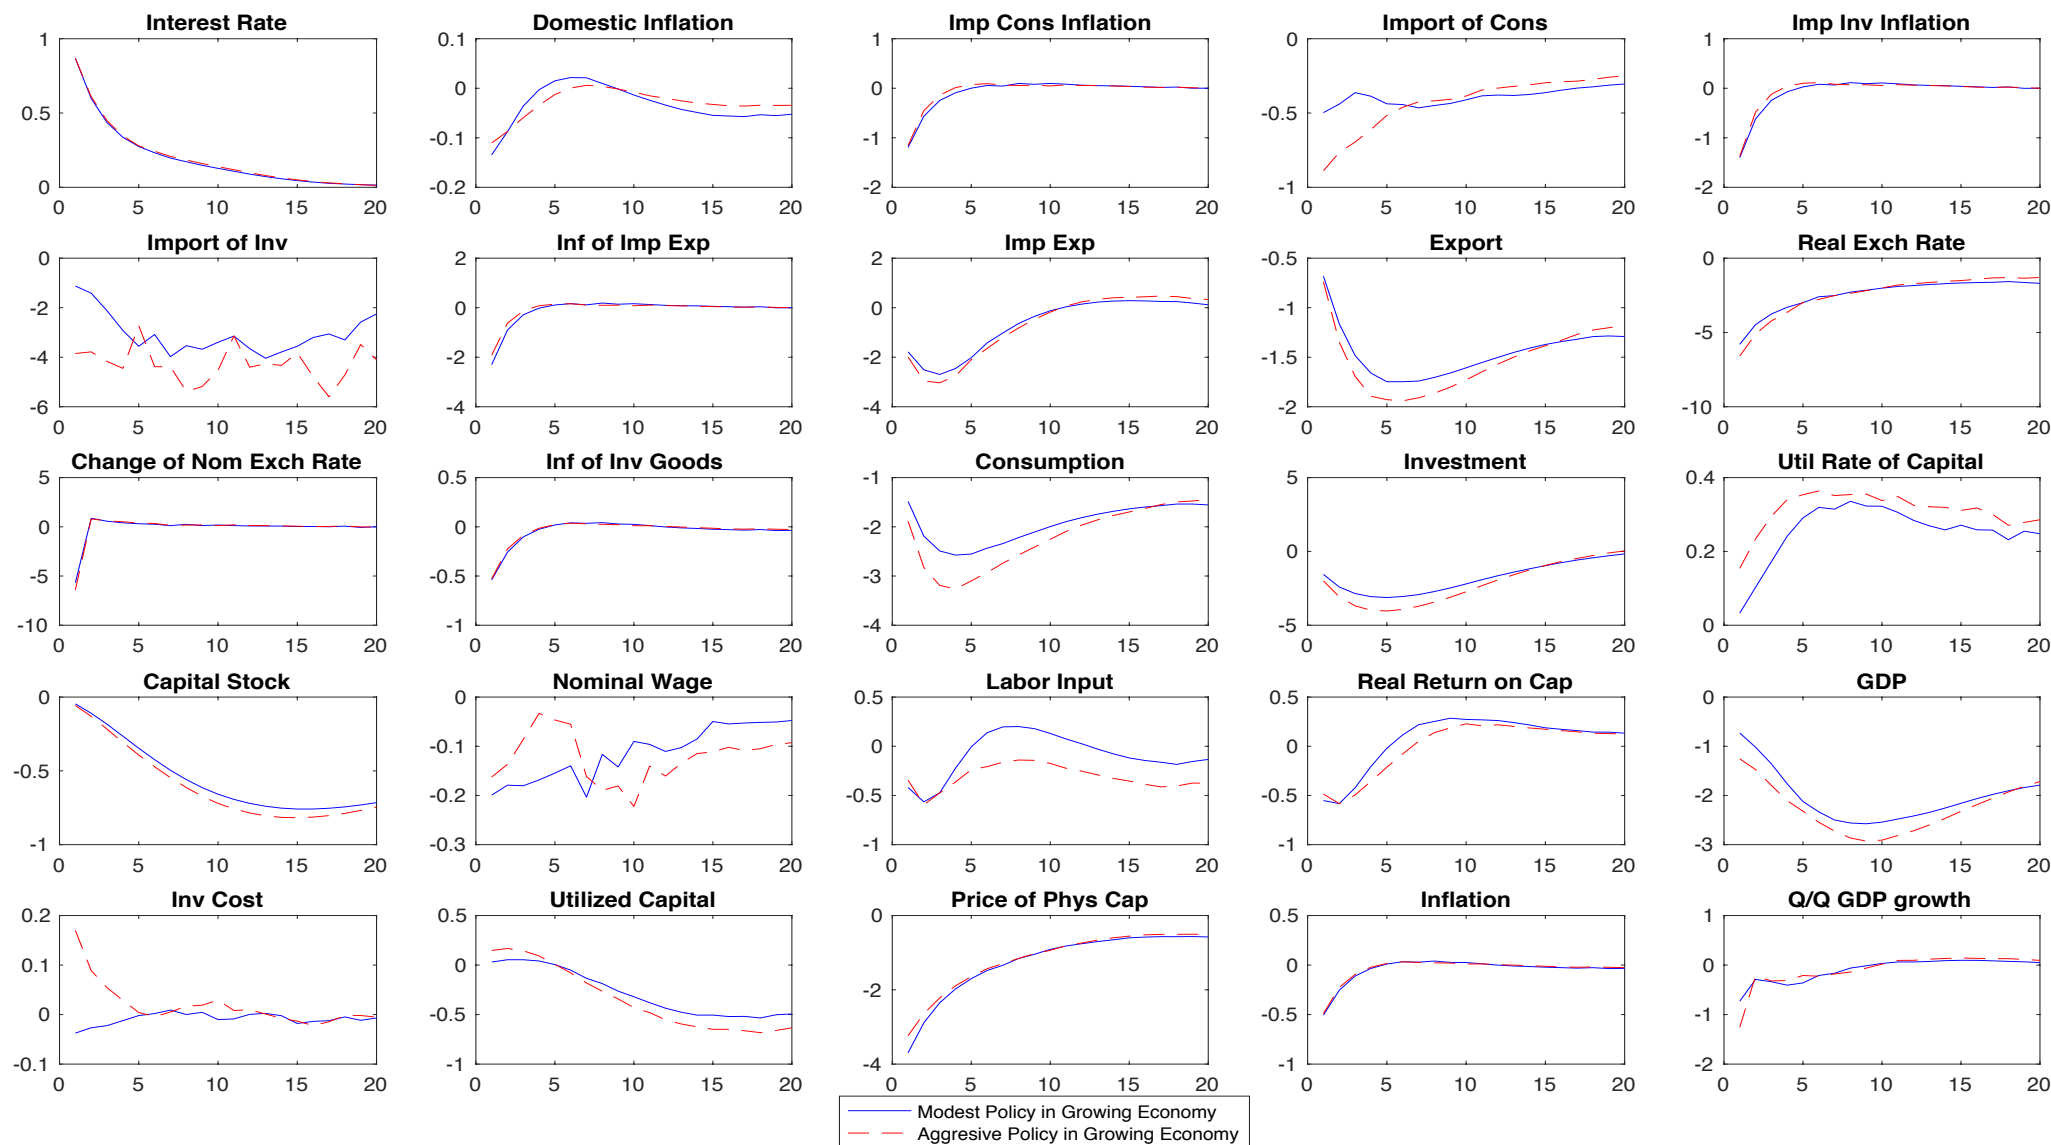 Interest Rate
Domestic Inflation
Imp Cons Inflation
Import of Cons
Imp Inv Inflation
1
0.5
0
0 5 10 15 20
0.1
0
-0.1
-0.2
0 5 10 15 20
1
0
-1
-2
0 5 10 15 20
0
-0.5
-1
0 5 10 15 20
1
0
-1
-2
0 5 10 15 20
Import of Inv
Inf of Imp Exp
Imp Exp
Export
Real Exch Rate
0
-2
-4
-6
0 5 10 15 20
2
0
-2
-4
0 5 10 15 20
2
0
-2
-4
0 5 10 15 20
-0.5
-1
-1.5
-2
0 5 10 15 20
0
-5
-10
0 5 10 15 20
Change of Nom Exch Rate
Inf of Inv Goods
Consumption
Investment
Util Rate of Capital
5
0
-5
-10
0 5 10 15 20
0.5
0
-0.5
-1
0 5 10 15 20
-1
-2
-3
-4
0 5 10 15 20
5
0
-5
0 5 10 15 20
0.4
0.2
0
0 5 10 15 20
Capital Stock
Nominal Wage
Labor Input
Real Return on Cap
GDP
0
-0.5
-1
0 5 10 15 20
0
-0.1
-0.2
-0.3
0 5 10 15 20
0.5
0
-0.5
-1
0 5 10 15 20
0.5
0
-0.5
-1
0 5 10 15 20
0
-1
-2
-3
0 5 10 15 20
Inv Cost
Utilized Capital
Price of Phys Cap
Inflation
Q/Q GDP growth
0.2
0.1
0
-0.1
0 5 10 15 20
0.5
0
-0.5
-1
0 5 10 15 20
0
-2
-4
0 5 10 15 20
0.5
0
-0.5
-1
0 5 10 15 20
1
0
-1
-2
0 5 10 15 20
Modest Policy in Growing Economy
Aggresive Policy in Growing Economy